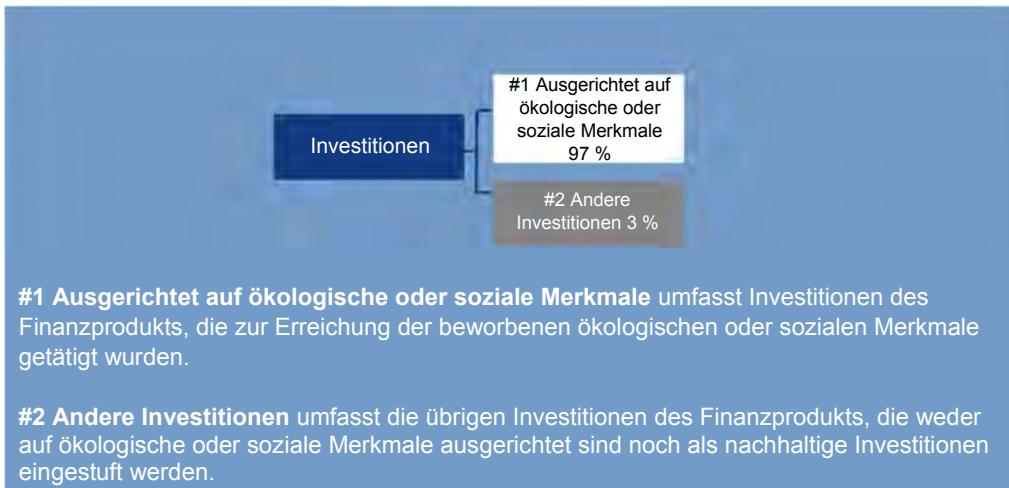 #1 Ausgerichtet auf
ökologische oder
soziale Merkmale
97 %
Investitionen
#2 Andere
Investitionen 3 %
#1 Ausgerichtet auf ökologische oder soziale Merkmale umfasst Investitionen des
Finanzprodukts, die zur Erreichung der beworbenen ökologischen oder sozialen Merkmale
getätigt wurden.
#2 Andere Investitionen umfasst die übrigen Investitionen des Finanzprodukts, die weder
auf ökologische oder soziale Merkmale ausgerichtet sind noch als nachhaltige Investitionen
eingestuft werden.